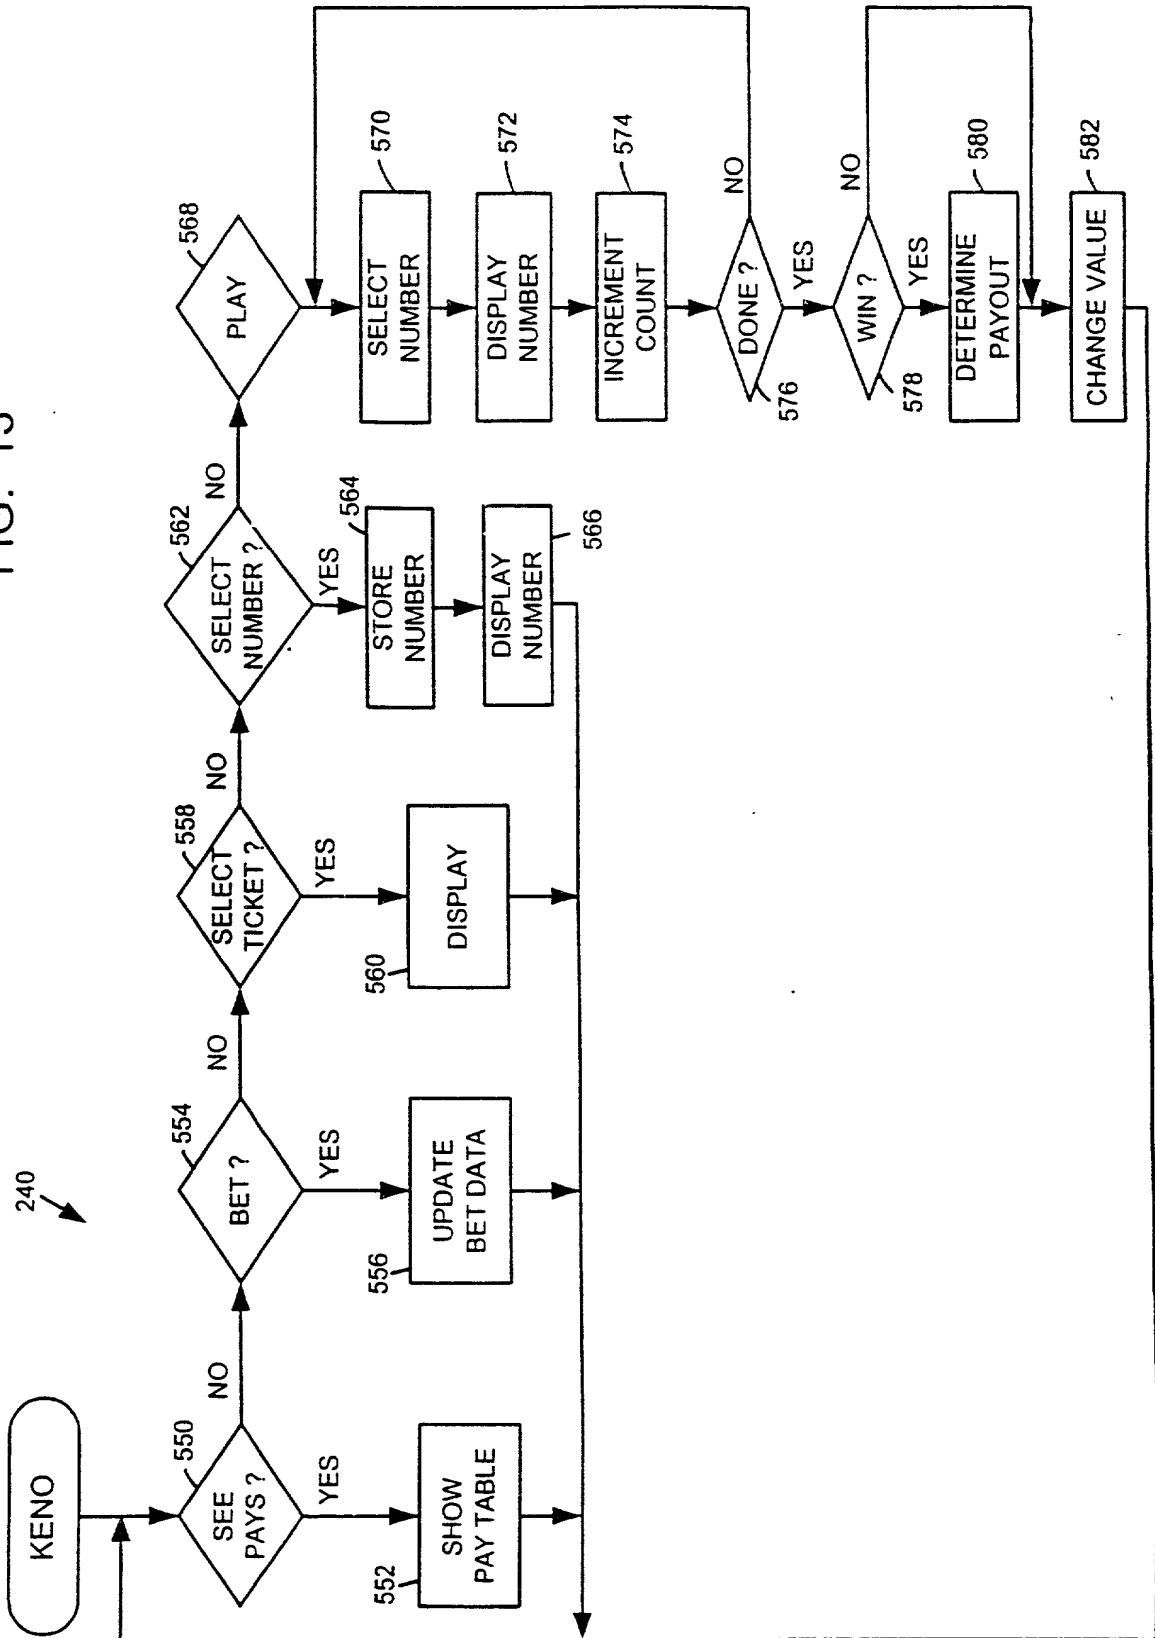 FIG. 15
240
KENO
SEE
PAYS ?
550
NO
YES
SHOW
PAY TABLE
552
BET ?
554
NO
YES
UPDATE
BET DATA
556
SELECT
TICKET ?
558
NO
YES
DISPLAY
560
SELECT
NUMBER ?
562
NO
YES
STORE
NUMBER
564
DISPLAY
NUMBER
566
PLAY
568
SELECT
NUMBER
570
DISPLAY
NUMBER
572
INCREMENT
COUNT
574
DONE ?
576
NO
YES
WIN ?
578
NO
YES
DETERMINE
PAYOUT
580
CHANGE VALUE
582